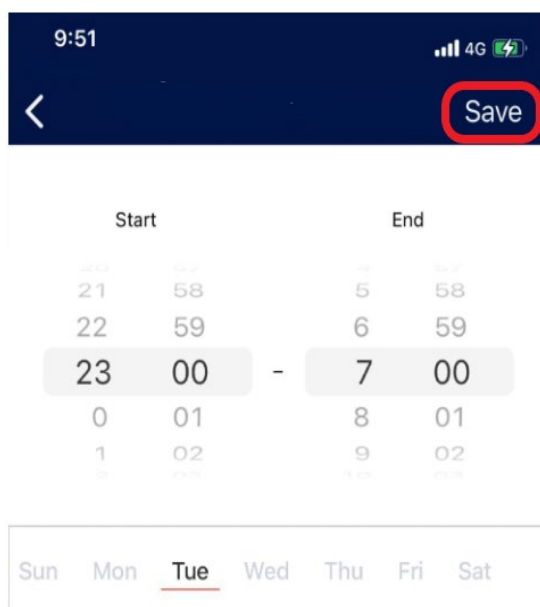 9:51 4G
Save
Start End
21 58 5 58
22 59 6 59
23 00 - 7 00
0 01 8 01
1 02 9 02
Sun Mon Tue Wed Thu Fri Sat